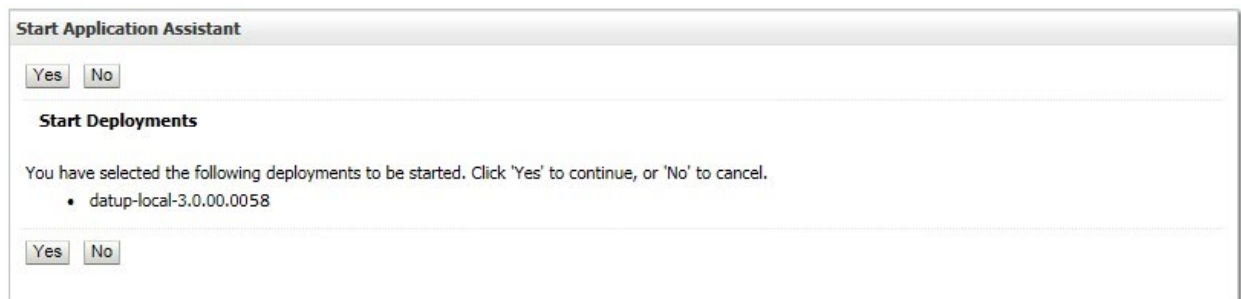 Start Application Assistant
Yes No
Start Deployments
You have selected the following deployments to be started. Click 'Yes' to continue, or 'No' to cancel.
• datup-local-3.0.00.0058
Yes No